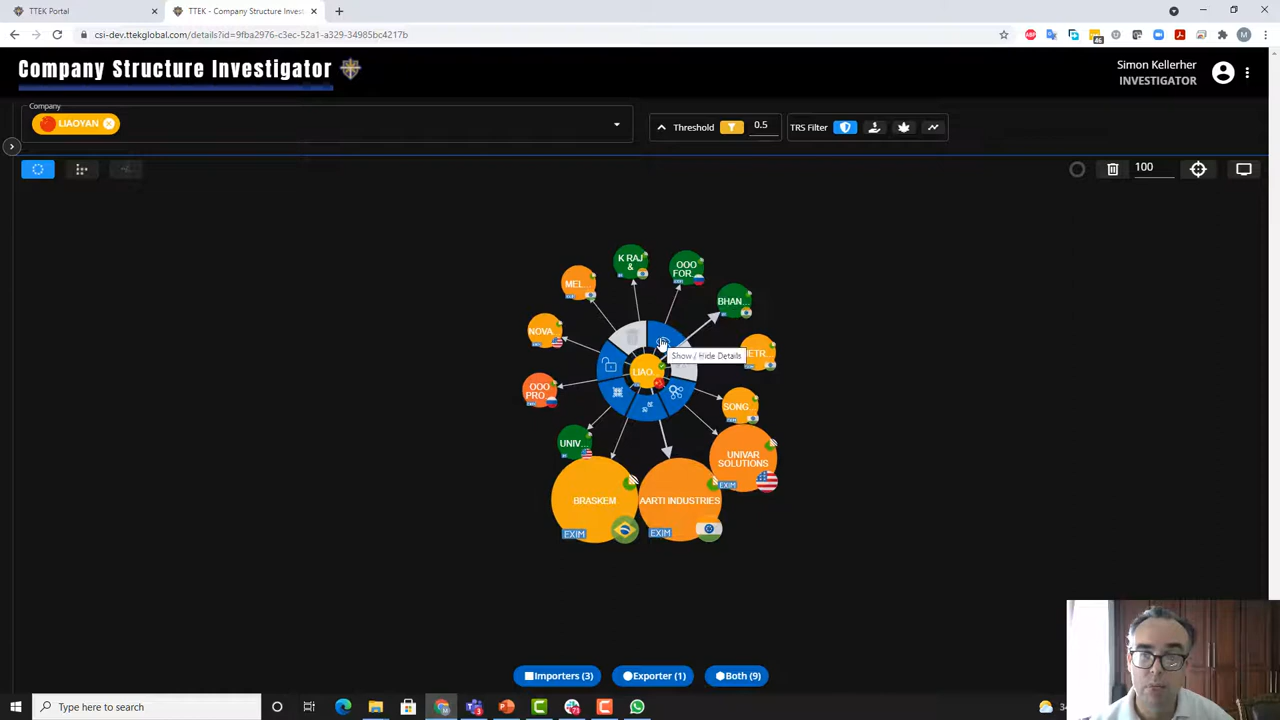 TTEK Portal
TTEK - Company Structure Invest
csi-dev.ttekglobal.com/details?id=9fba2976-c3ec-52a1-a329-34985bc4217b
46
M
Company Structure Investigator
Simon Kellerher
INVESTIGATOR
Company
LIAOYAN
Threshold
0.5
TRS Filter
100
K RAJ
&
OOO
FOR...
MEL...
BHAN...
NOVA...
ETR...
Show / Hide Details
LIAO...
OOO
PRO...
SONG...
UNIV...
UNIVAR
SOLUTIONS
EXIM
BRASKEM
AARTI INDUSTRIES
EXIM
EXIM
Importers (3)
Exporter (1)
Both (9)
Type here to search